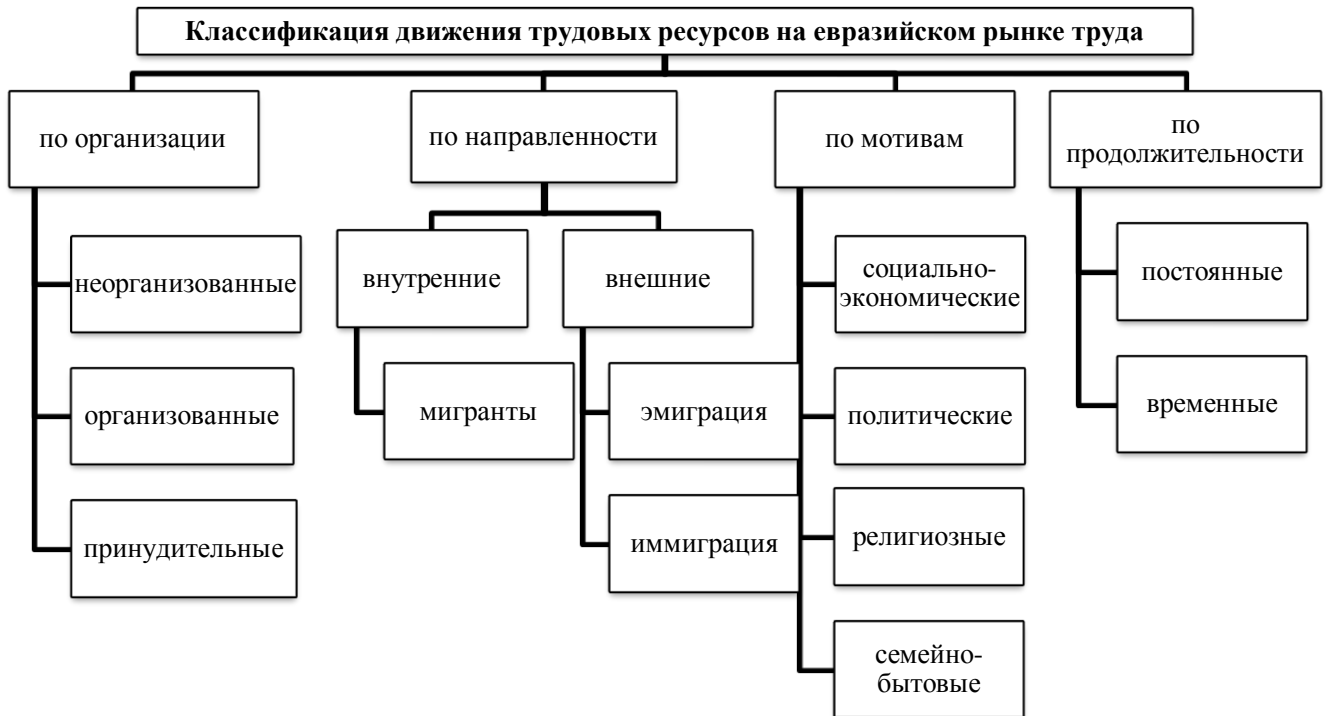 Классификация движения трудовых ресурсов на евразийском рынке труда
по организации
неорганизованные
организованные
принудительные
по направленности
внутренние
мигранты
внешние
эмиграция
иммиграция
по мотивам
социально-
экономические
политические
религиозные
семейно-
бытовые
по
продолжительности
постоянные
временные